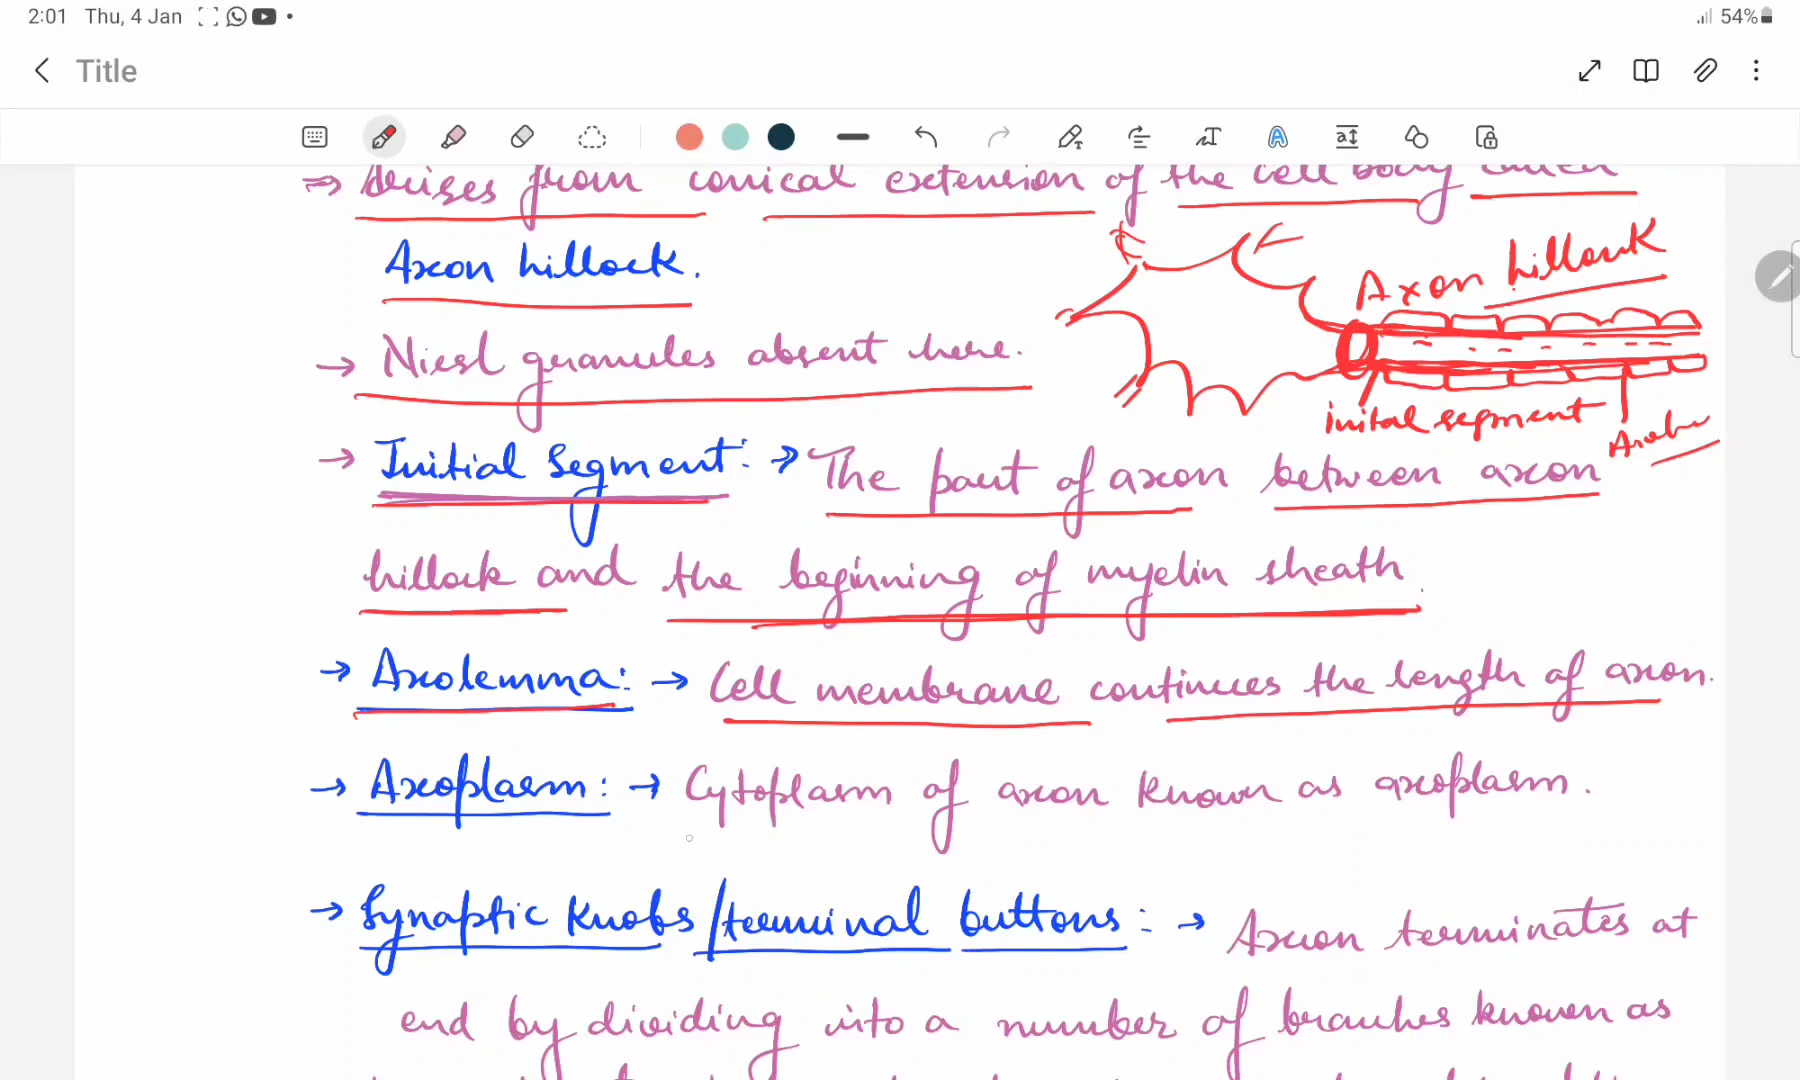 2:01 Thu, 4 Jan
54%
Title
⇒ Arises from conical extension of the cell body
Axon hillock.
Axon hillock
→ Nissl granules absent here.
inital segment
→ Initial Segment: → The part of axon between axon
hillock and the beginning of myelin sheath.
→ Axolemma: → Cell membrane continues the length of axon.
→ Axoplasm: → Cytoplasm of axon known as axoplasm.
→ Synaptic Knobs/terminal buttons: → Axon terminates at
end by dividing into a number of branches known as